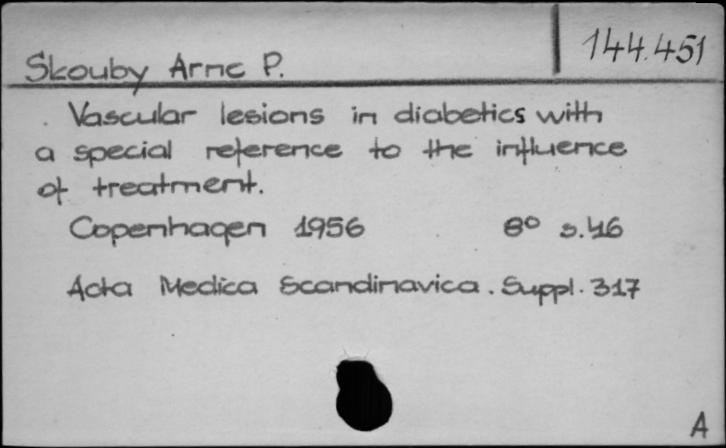 144.451
Skouby Arne P.
Vascular lesions in diabetics with
a special reference to the influence
of treatment.
Copenhagen 1956 8° s.46
Acta Medica Scandinavica. Suppl. 317
A